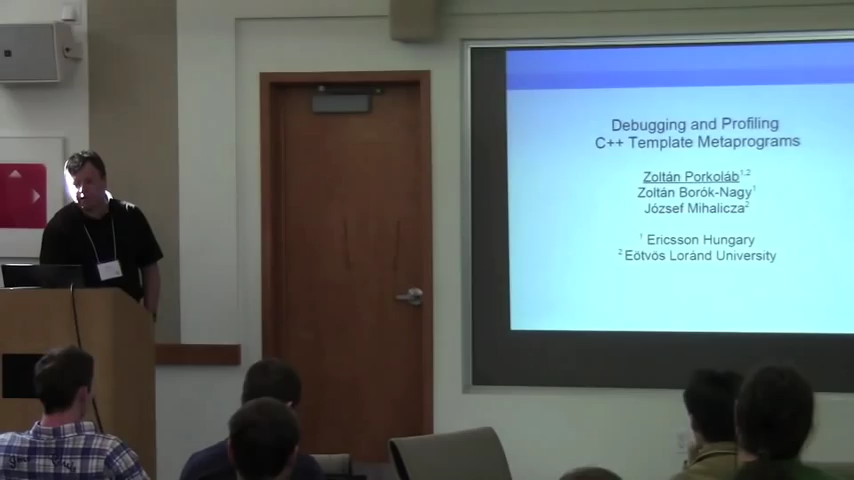 Debugging and Profiling
C++ Template Metaprograms
Zoltán Porkoláb1,2
Zoltán Borók-Nagy1
József Mihalicza2
1 Ericsson Hungary
2 Eötvös Loránd University